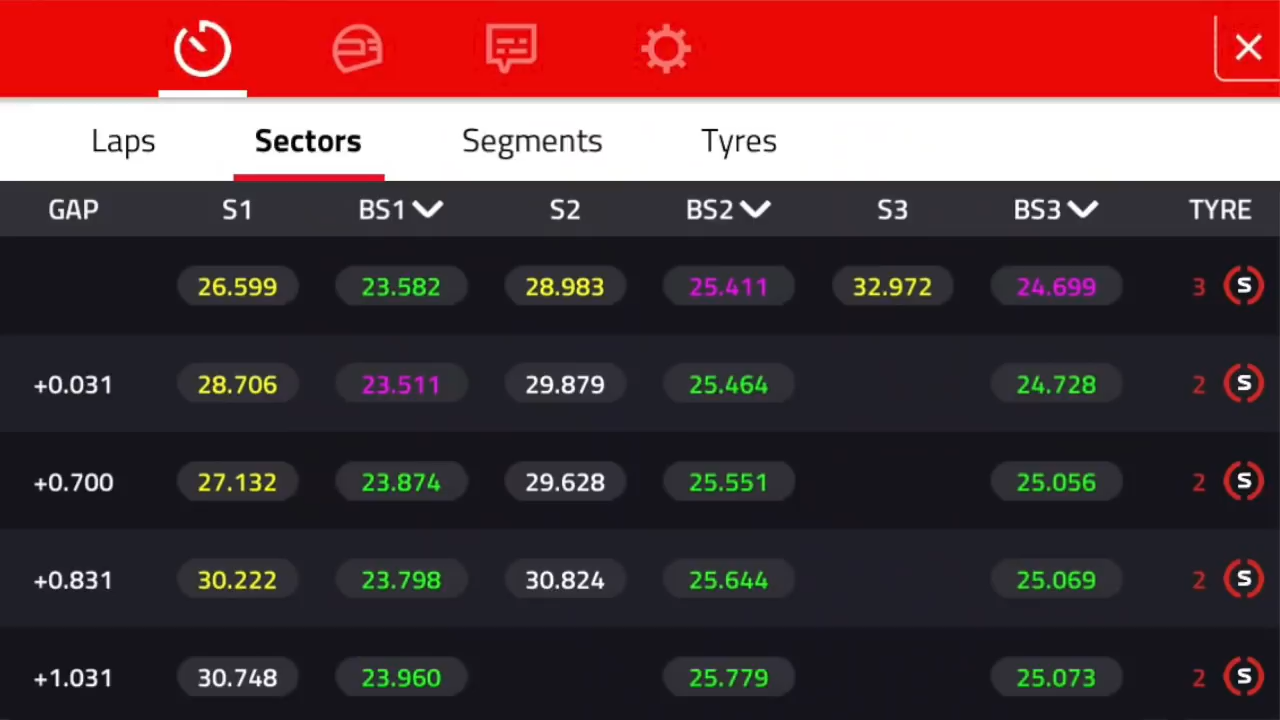 Laps Sectors Segments Tyres
GAP S1 BS1 S2 BS2 S3 BS3 TYRE
26.599 23.582 28.983 25.411 32.972 24.699 3 S
+0.031 28.706 23.511 29.879 25.464 24.728 2 S
+0.700 27.132 23.874 29.628 25.551 25.056 2 S
+0.831 30.222 23.798 30.824 25.644 25.069 2 S
+1.031 30.748 23.960 25.779 25.073 2 S